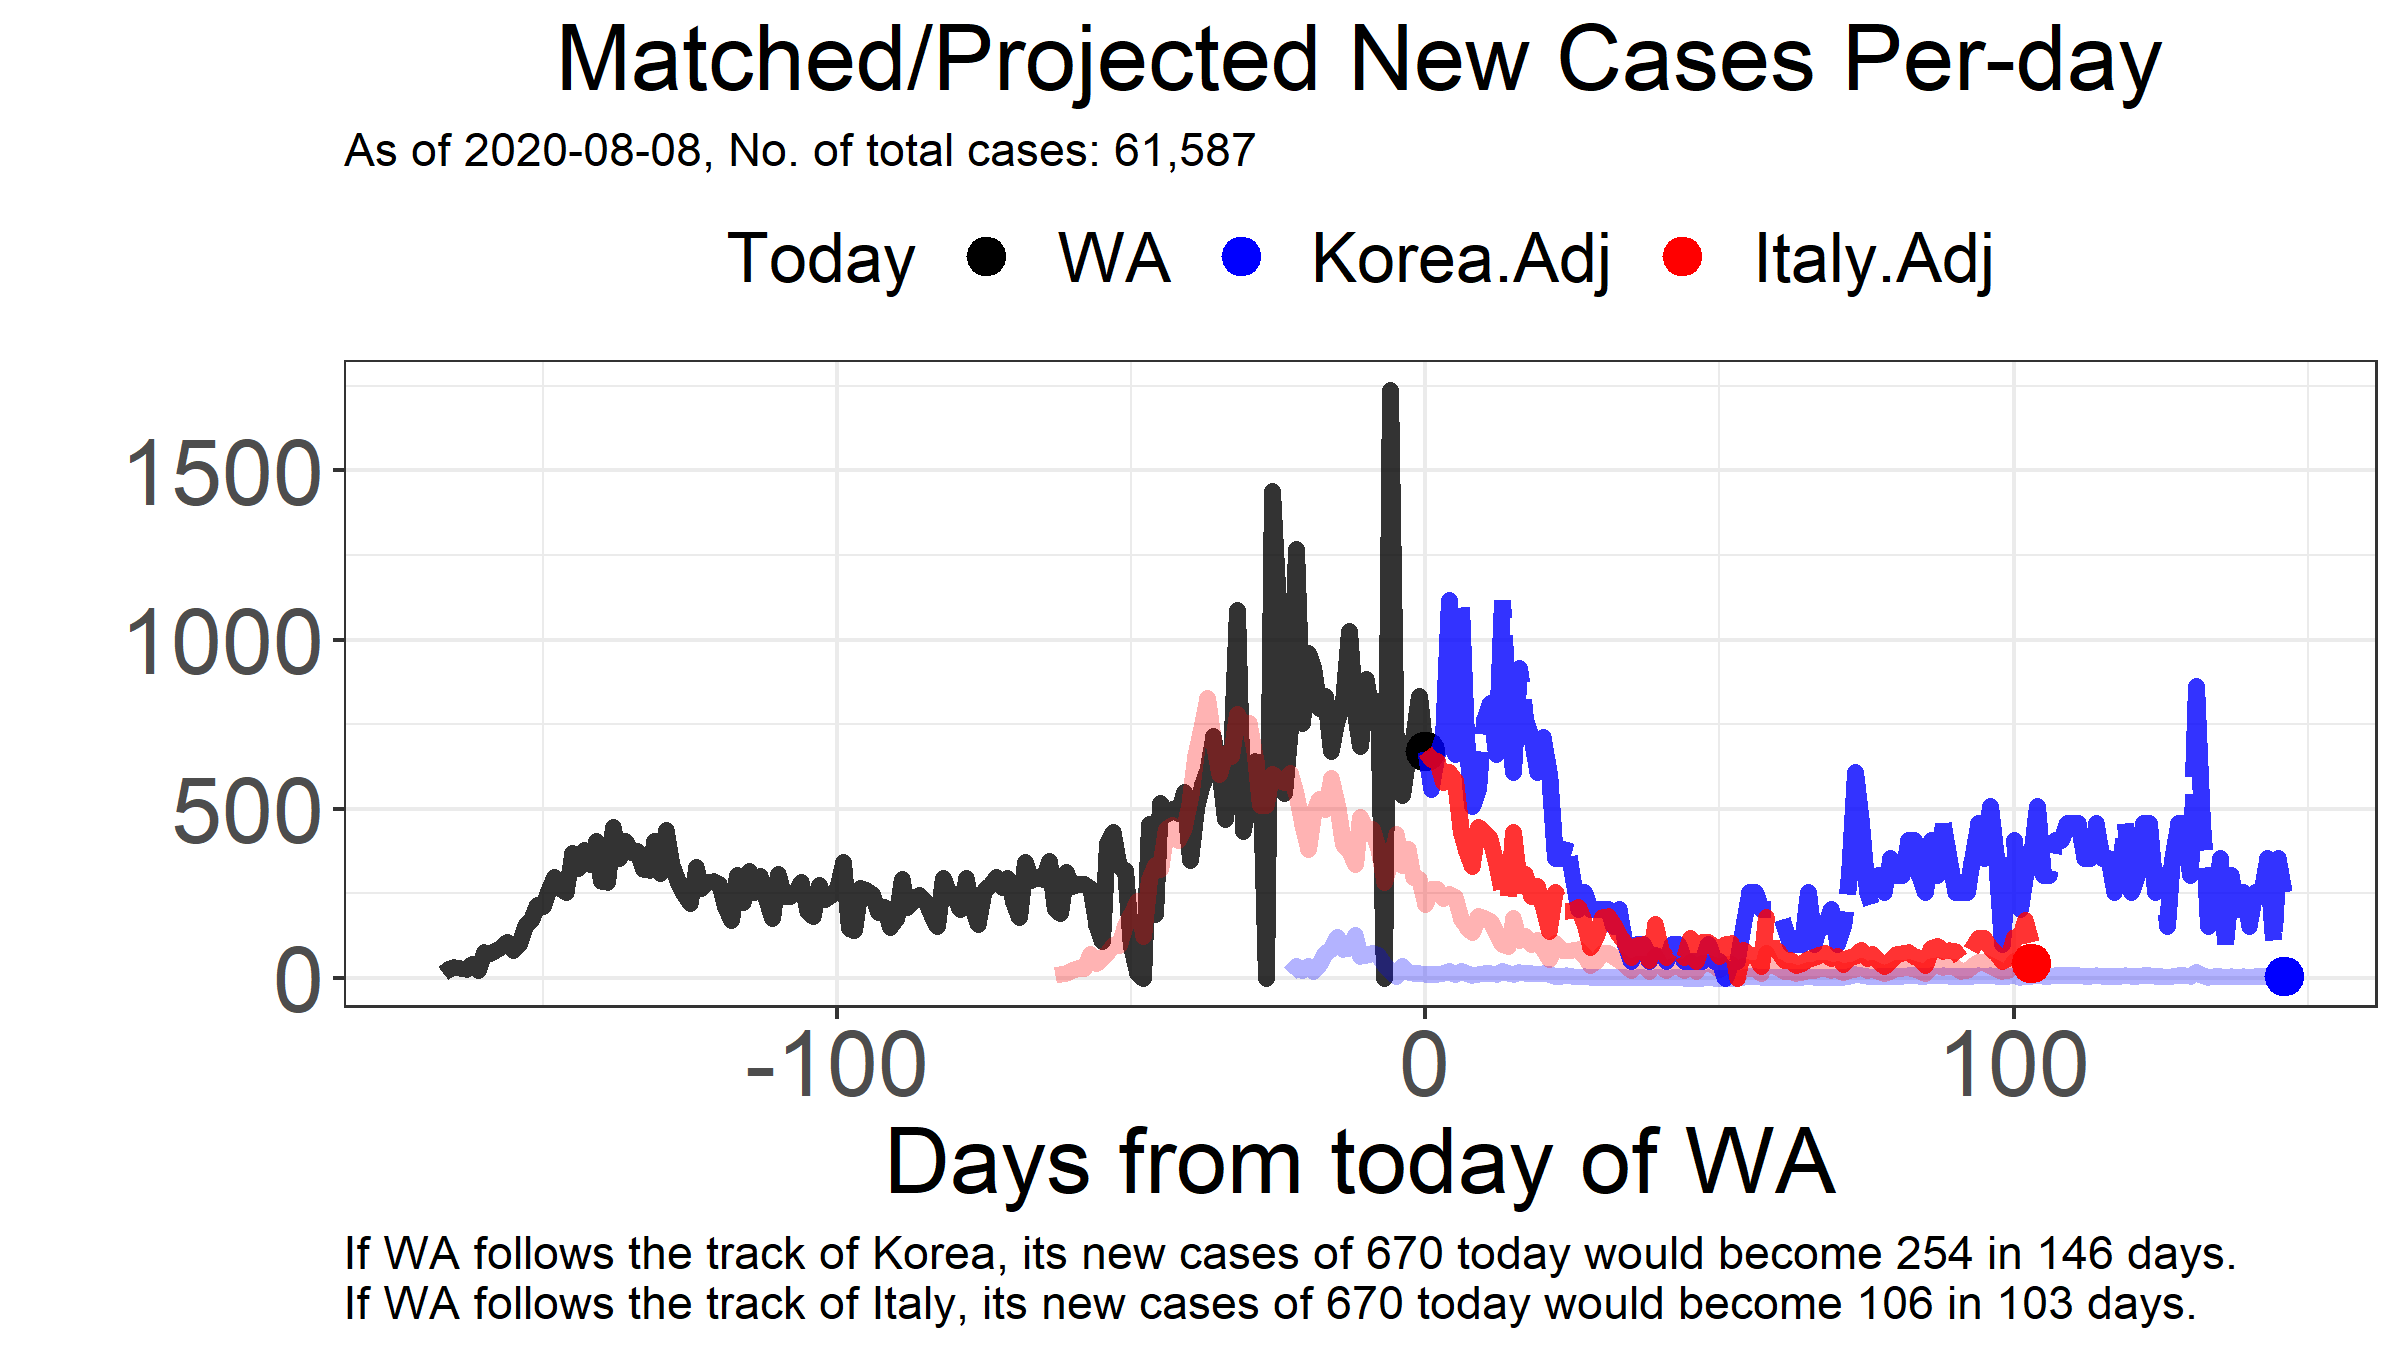 Matched/Projected New Cases Per-day
As of 2020-08-08, No. of total cases: 61,587
Today WA Korea.Adj Italy.Adj
1500
1000
500
0
-100 0 100
Days from today of WA
If WA follows the track of Korea, its new cases of 670 today would become 254 in 146 days.
If WA follows the track of Italy, its new cases of 670 today would become 106 in 103 days.